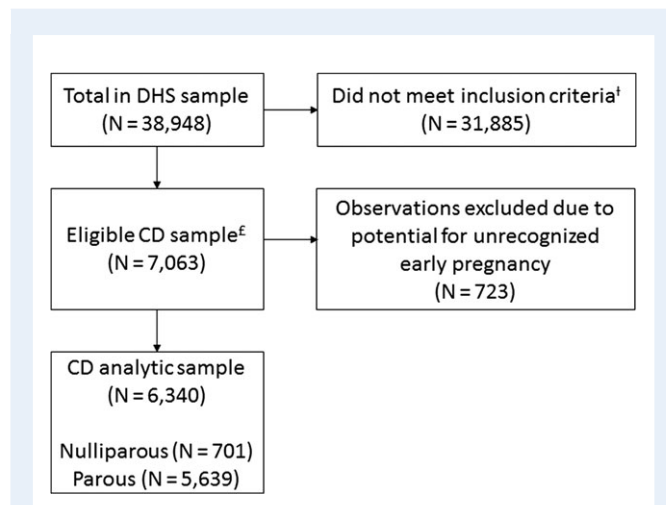 Total in DHS sample
(N = 38,948)
Did not meet inclusion criteria†
(N = 31,885)
Eligible CD sample£
(N = 7,063)
Observations excluded due to
potential for unrecognized
early pregnancy
(N = 723)
CD analytic sample
(N = 6,340)
Nulliparous (N = 701)
Parous (N = 5,639)